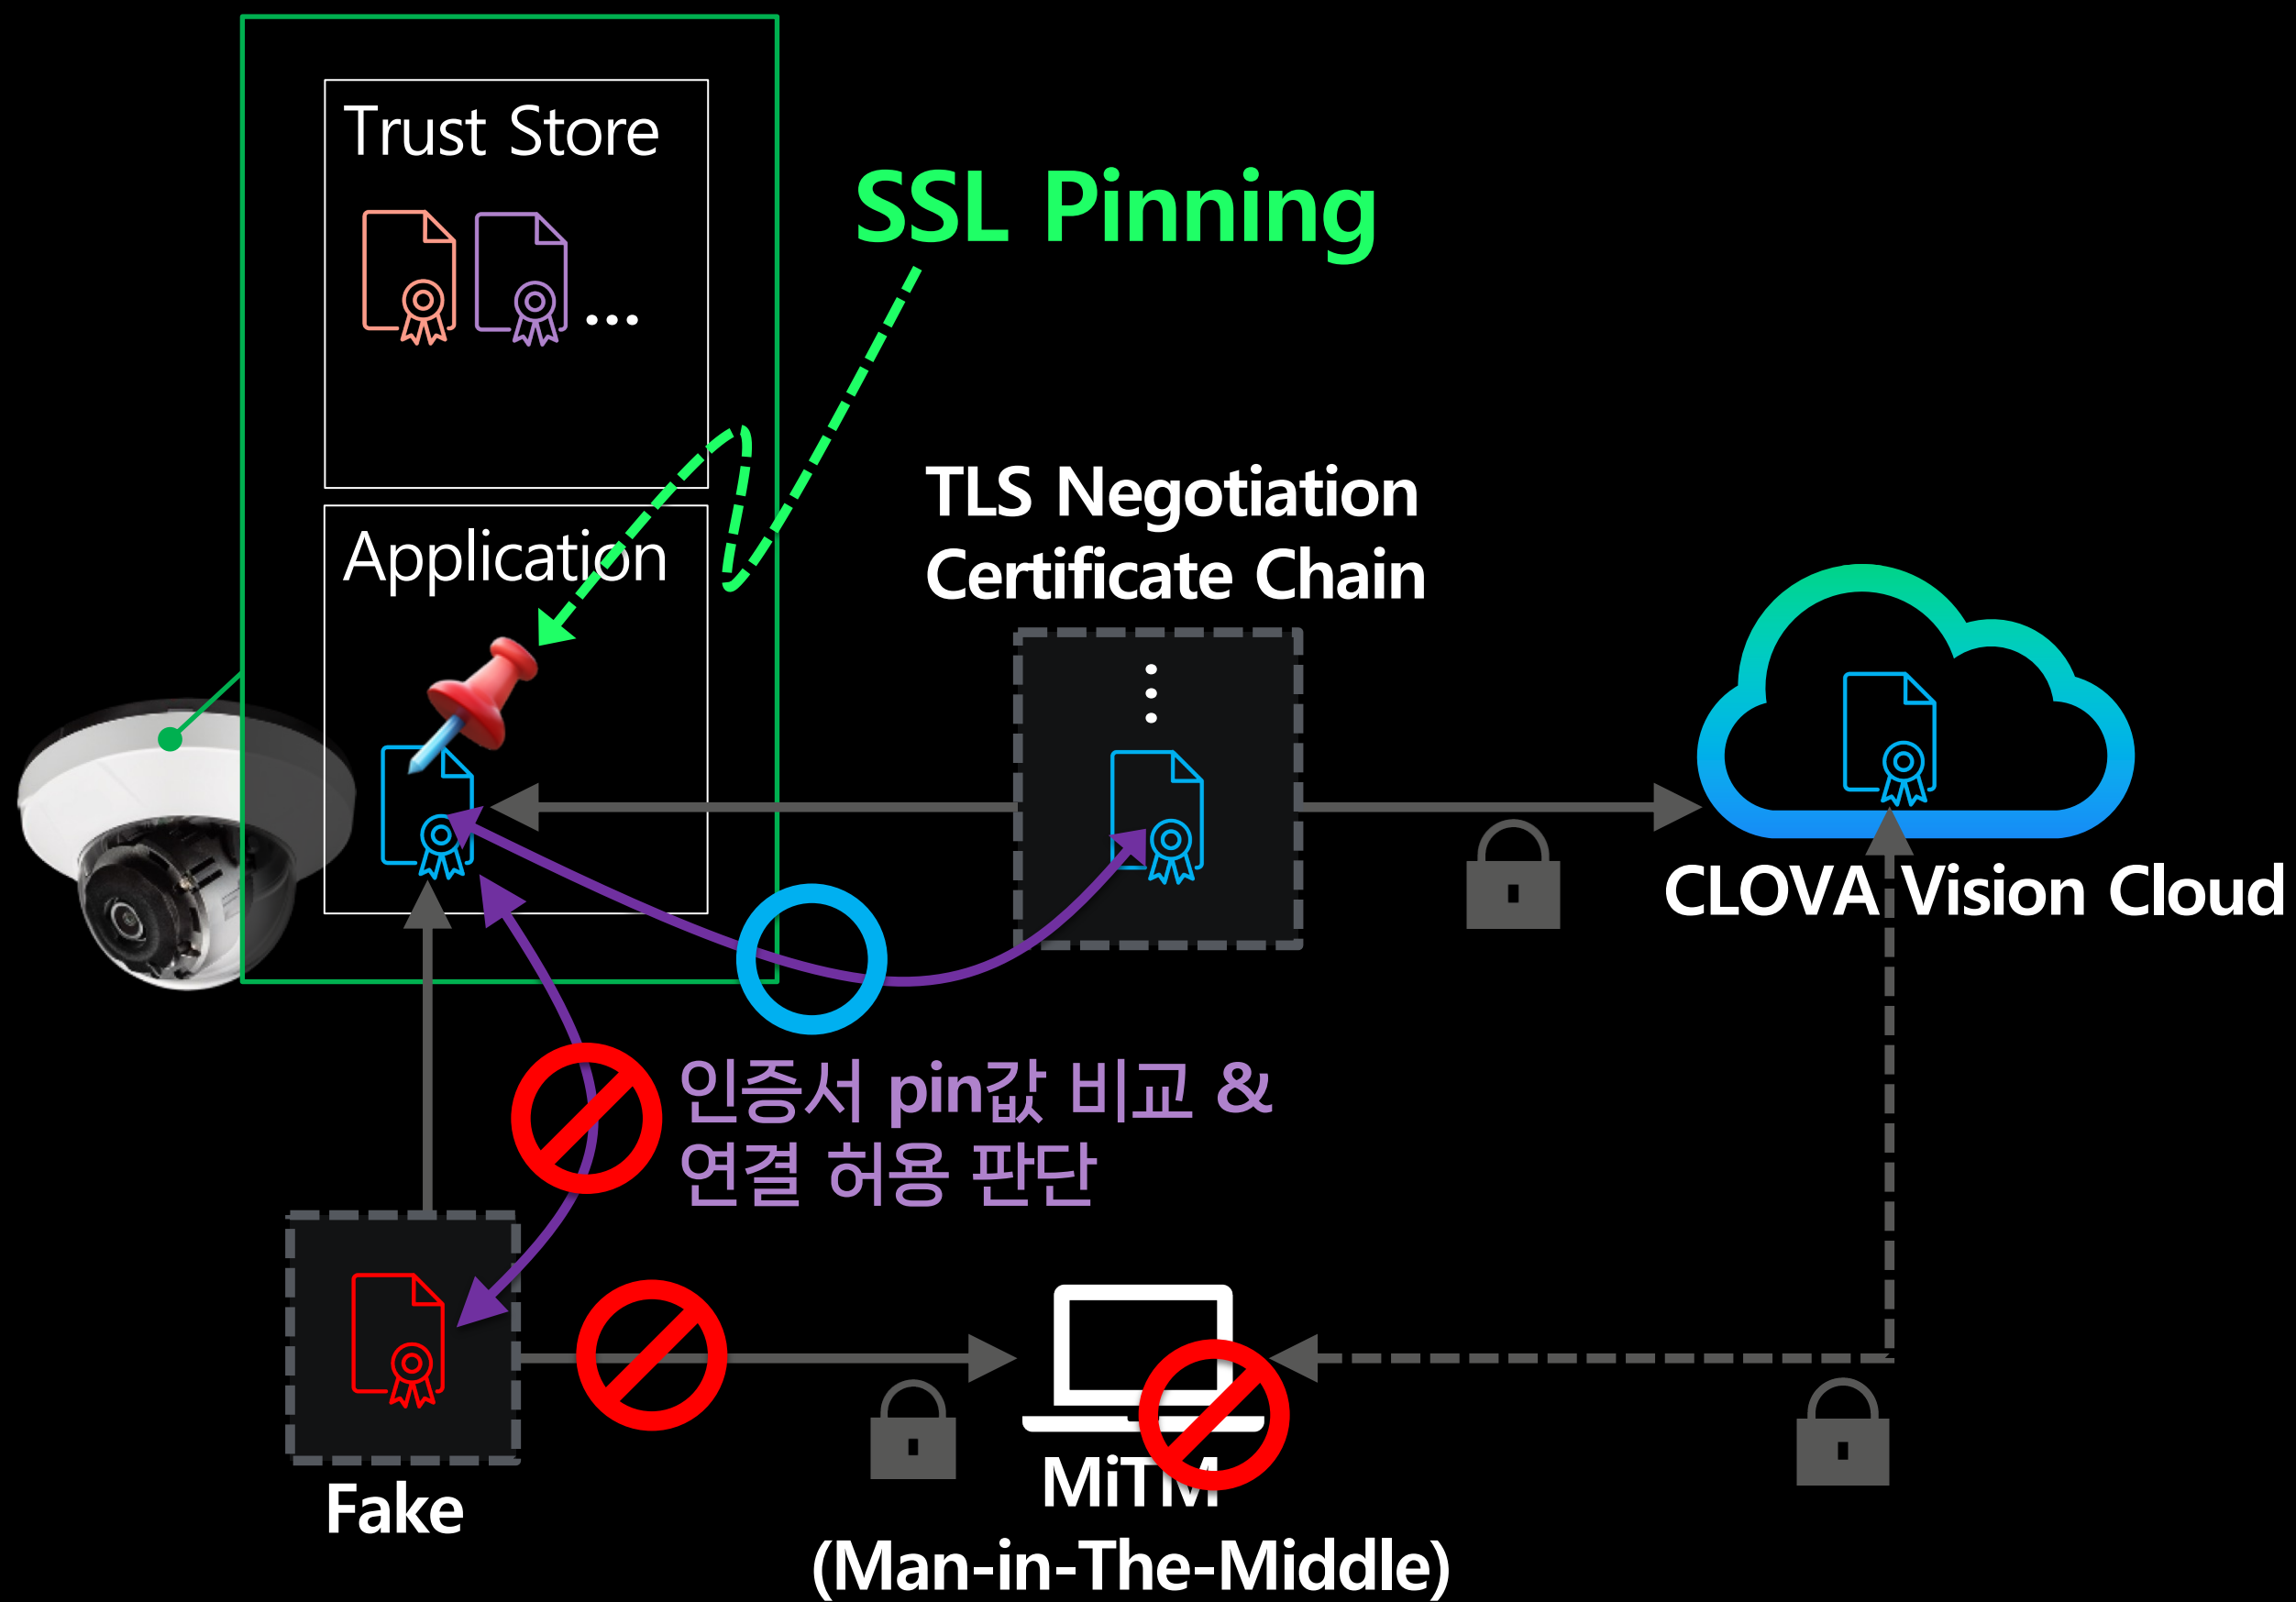 Trust Store
...
SSL Pinning
Application
TLS Negotiation
Certificate Chain
CLOVA Vision Cloud
인증서 pin값 비교 &
연결 허용 판단
Fake
MiTM
(Man-in-The-Middle)